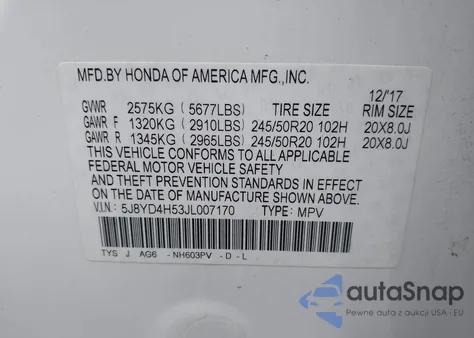 MFD.BY HONDA OF AMERICA MFG.,INC.
12/'17
GVWR 2575KG ( 5677LBS) TIRE SIZE RIM SIZE
GAWR F 1320KG ( 2910LBS) 245/50R20 102H 20X8.0J
GAWR R 1345KG ( 2965LBS) 245/50R20 102H 20X8.0J
THIS VEHICLE CONFORMS TO ALL APPLICABLE
FEDERAL MOTOR VEHICLE SAFETY
AND THEFT PREVENTION STANDARDS IN EFFECT
ON THE DATE OF MANUFACTURE SHOWN ABOVE.
V.I.N: 5J8YD4H53JL007170 TYPE: MPV
TYS J AG6 - NH603PV - D - L
autoSnap
Pewne auta z aukcji USA - EU